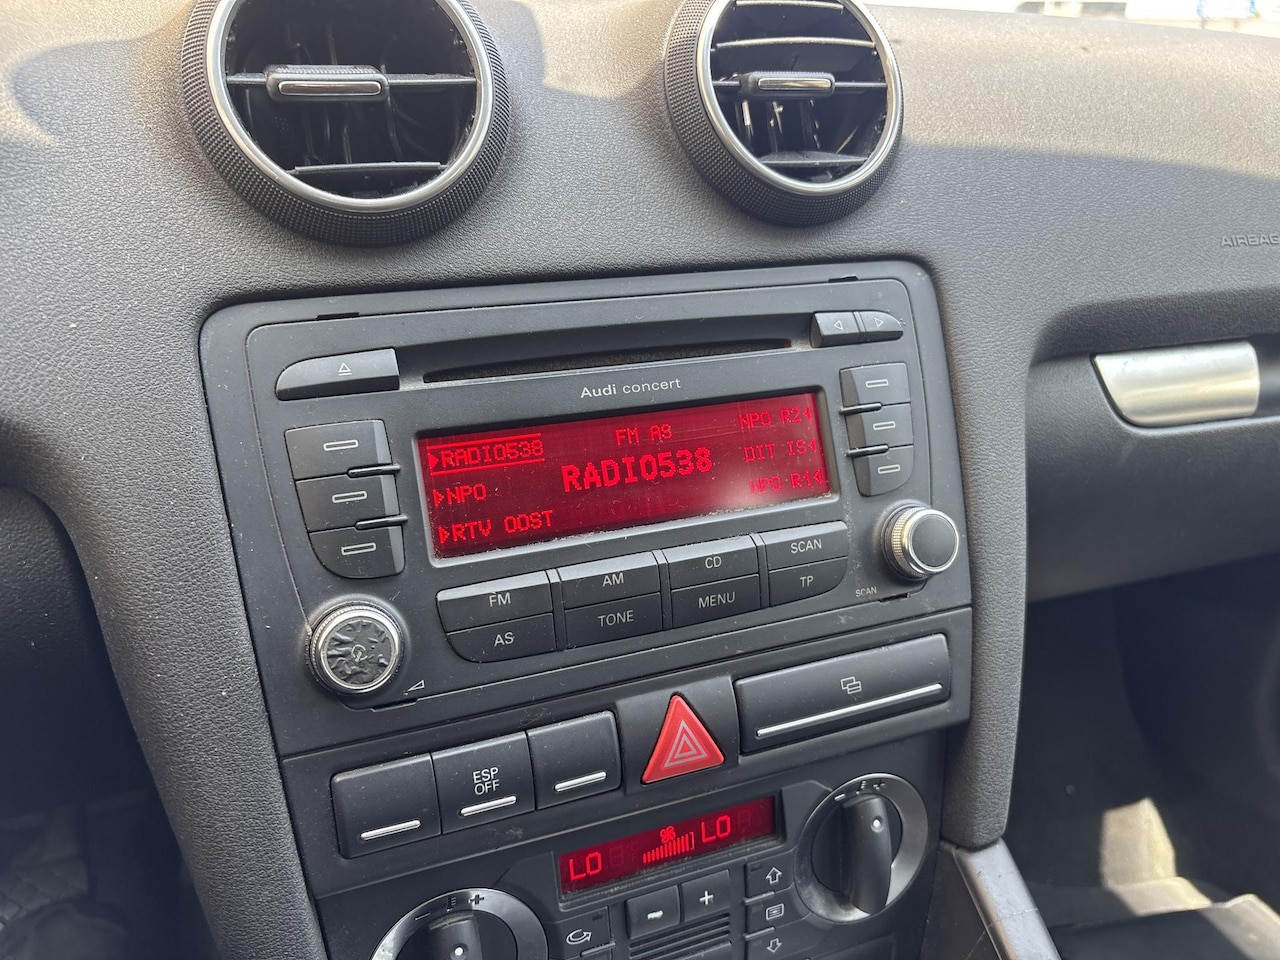 AIRBAG
Audi concert
RADIO538
FM AS
NPO R2
NPO
RADIO538
DIT IS
RTV OOST
NPO R1
FM
AM
CD
SCAN
AS
TONE
MENU
TP
SCAN
ESP
OFF
LO
LO